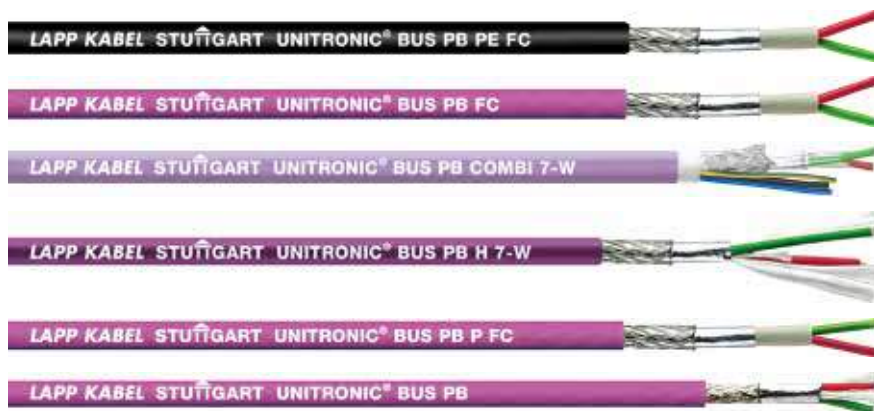 LAPP KABEL STUTTGART UNITRONIC® BUS PB PE FC
LAPP KABEL STUTTGART UNITRONIC® BUS PB FC
LAPP KABEL STUTTGART UNITRONIC® BUS PB COMBI 7-W
LAPP KABEL STUTTGART UNITRONIC® BUS PB H 7-W
LAPP KABEL STUTTGART UNITRONIC® BUS PB P FC
LAPP KABEL STUTTGART UNITRONIC® BUS PB